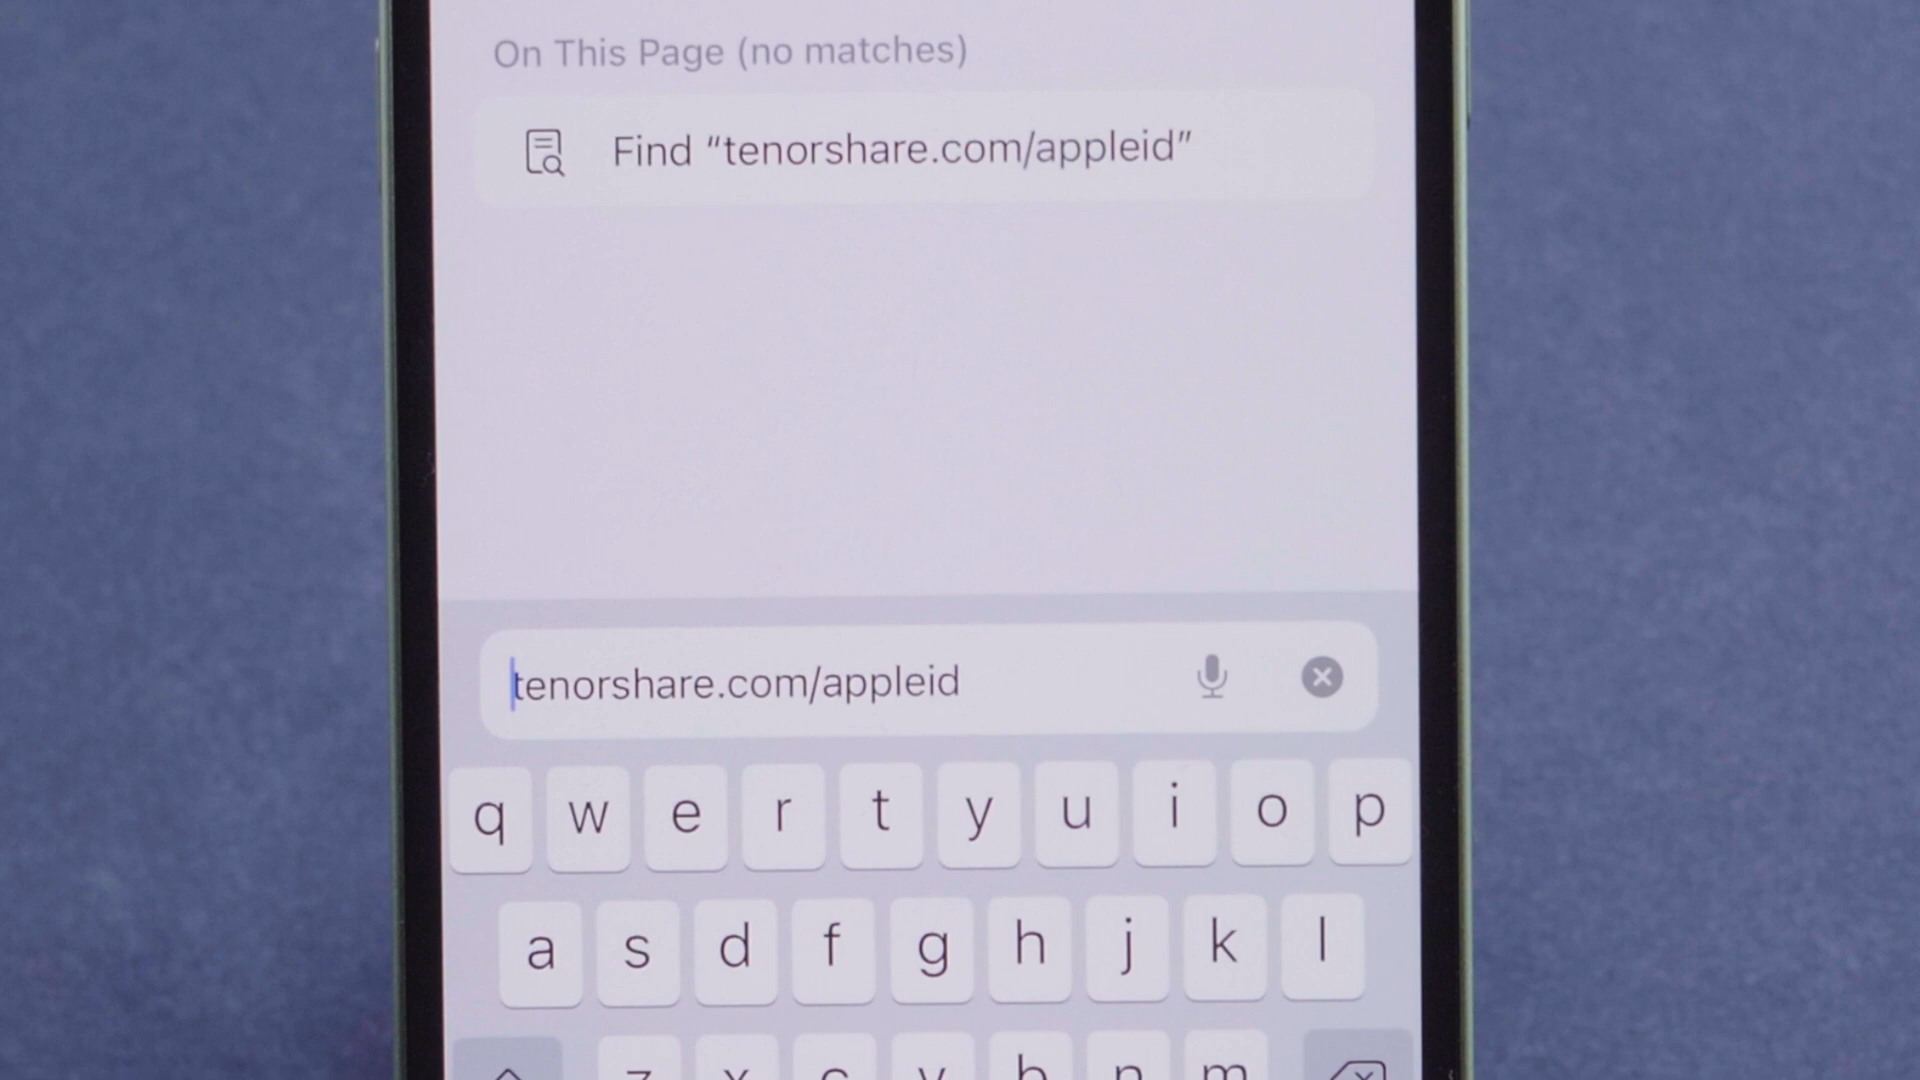 On This Page (no matches)
Find “tenorshare.com/appleid”
tenorshare.com/appleid
q w e r t y u i o p
a s d f g h j k l
z x c v b n m